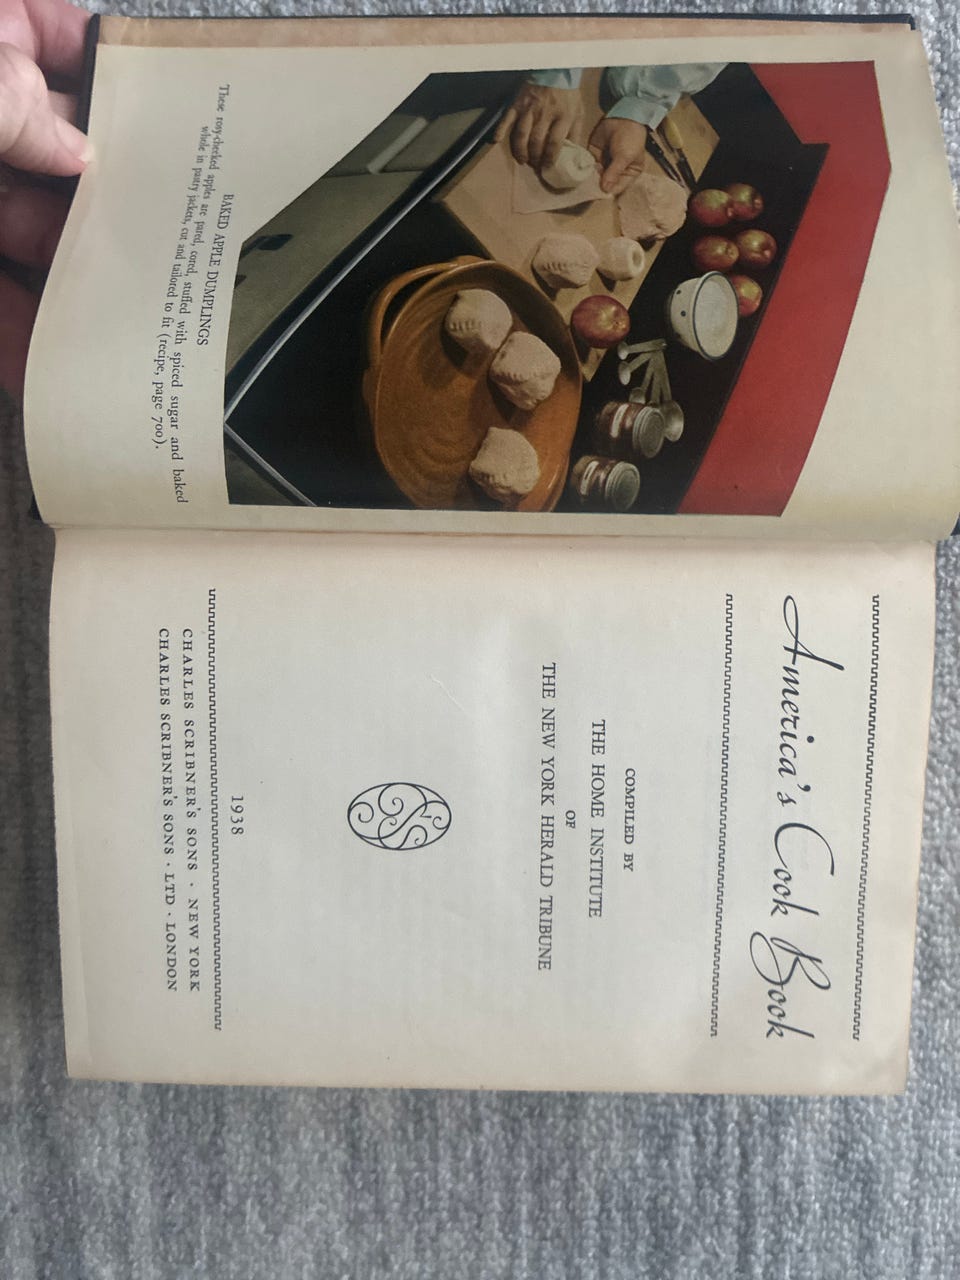 BAKED APPLE DUMPLINGS
These rosy-cheeked apples are pared, cored, stuffed with spiced sugar and baked
whole in pastry jackets, cut and tailored to fit (recipe, page 700).
America's Cook Book
COMPILED BY
THE HOME INSTITUTE
OF
THE NEW YORK HERALD TRIBUNE
1938
CHARLES SCRIBNER'S SONS · NEW YORK
CHARLES SCRIBNER'S SONS · LTD · LONDON